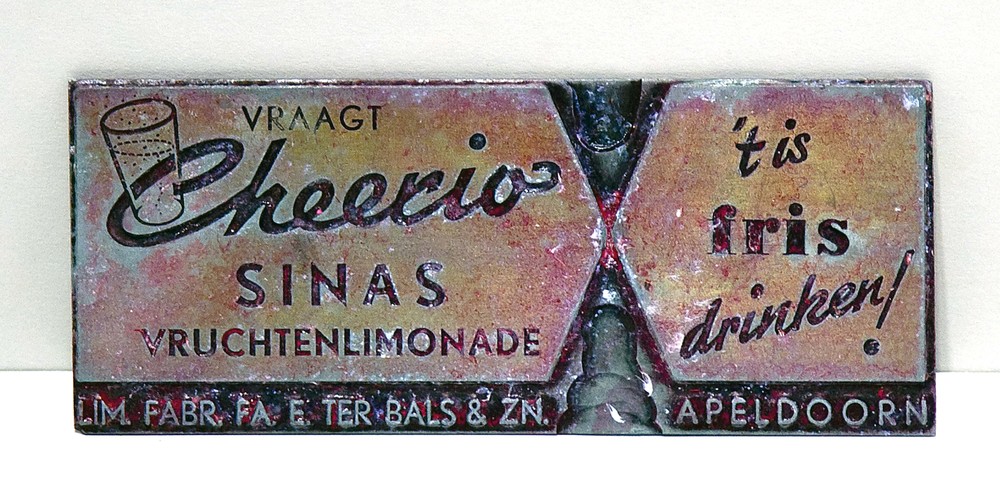 VRAAGT
Cheerio
SINAS
VRUCHTENLIMONADE
't is
fris
drinken!
LIM. FABR. FA. E. TER BALS & ZN. APELDOORN